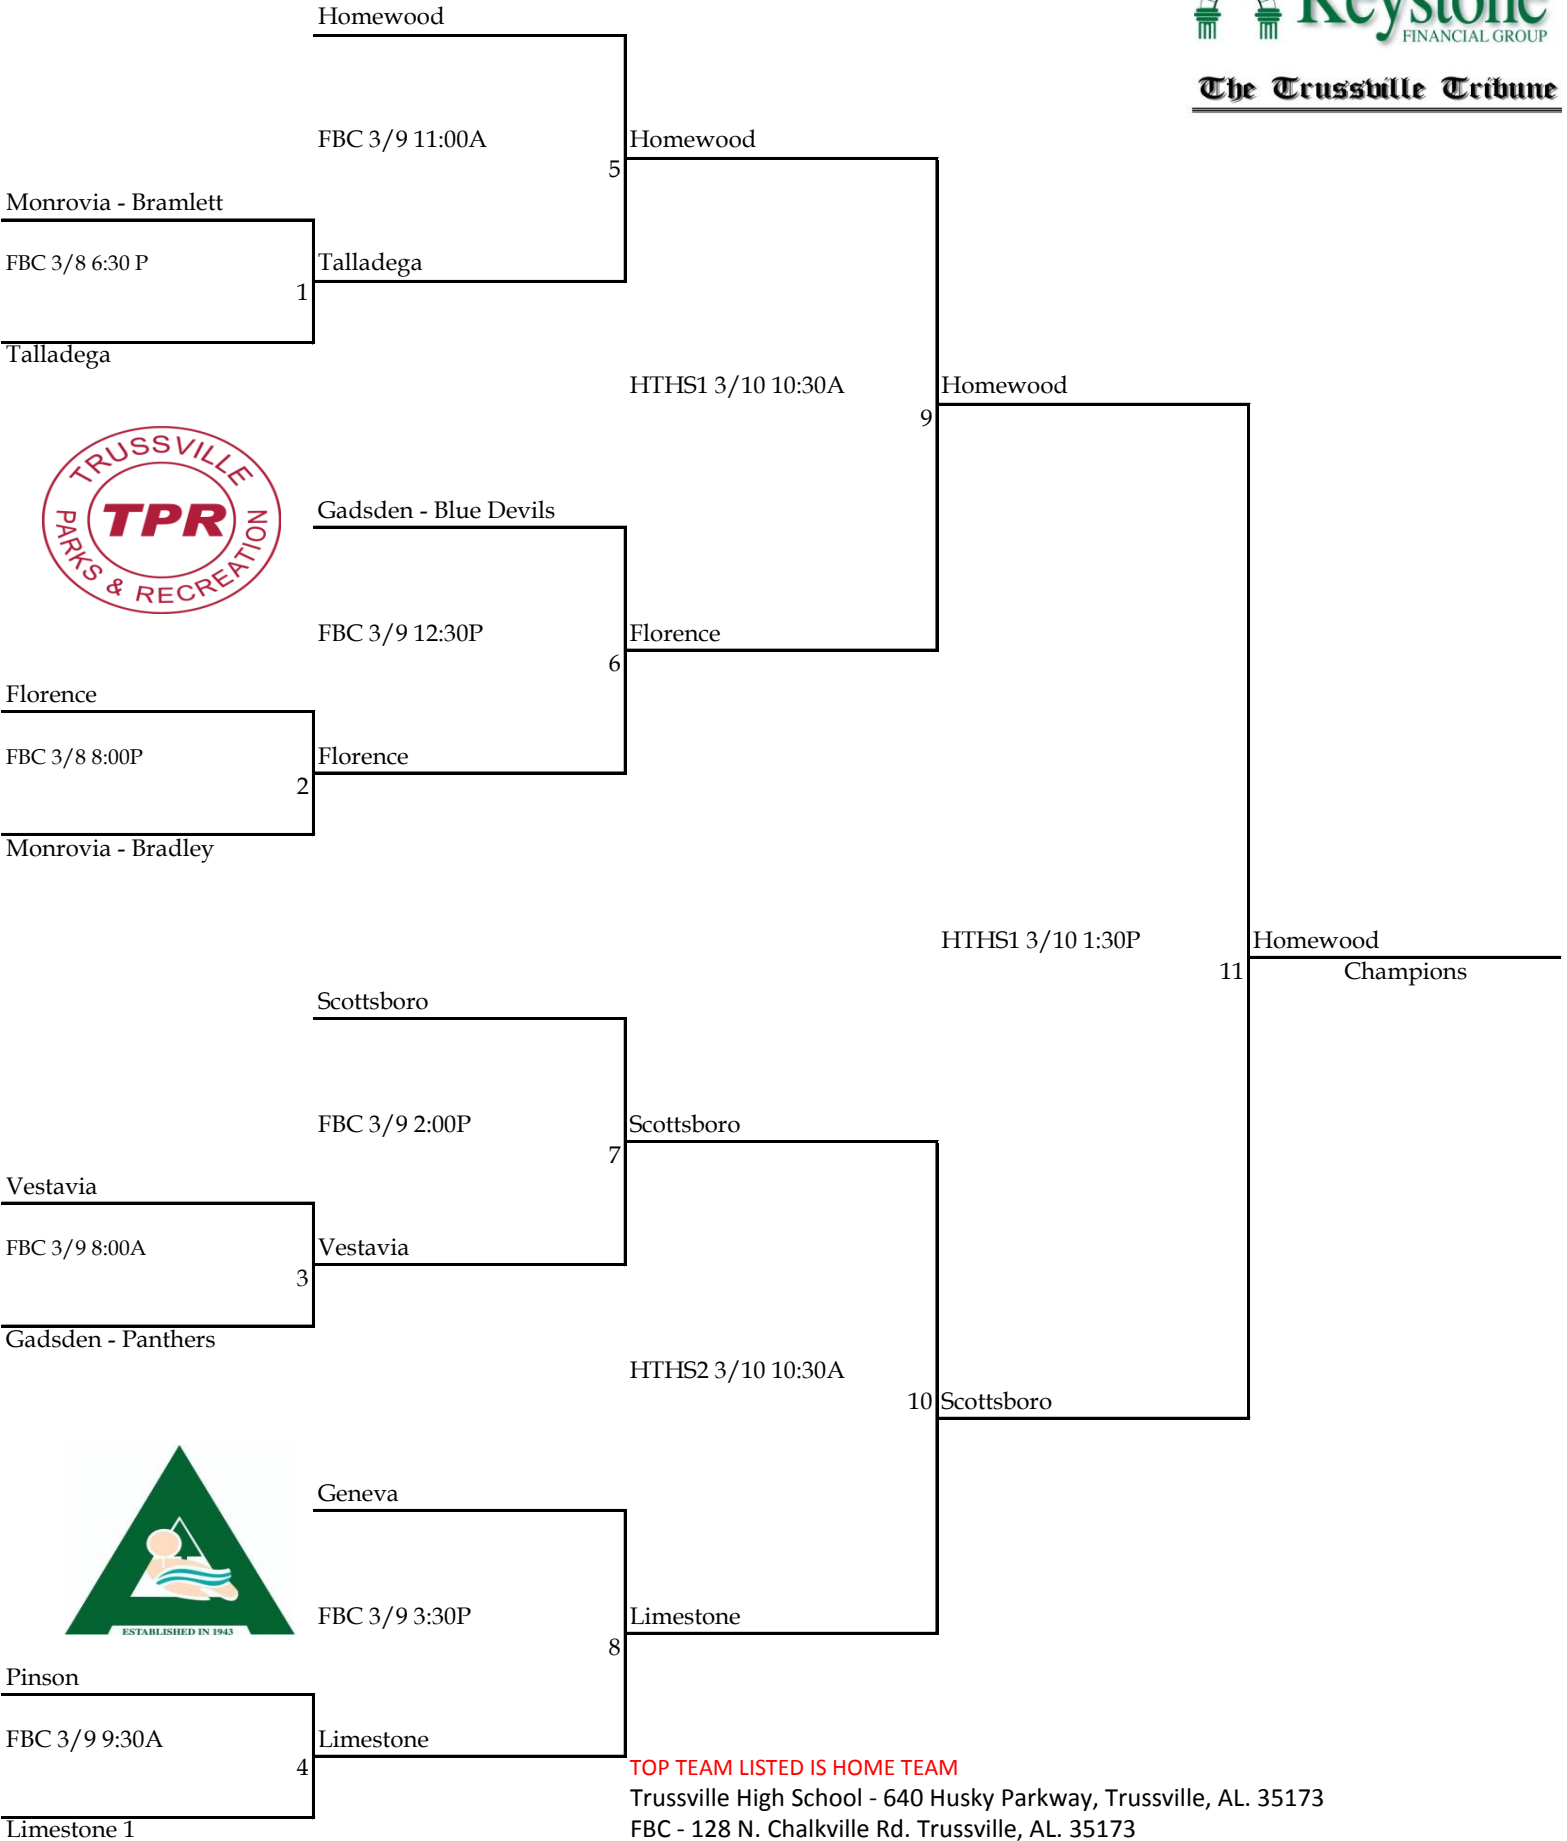 Homewood
Keystone
FINANCIAL GROUP
The Trussville Tribune
FBC 3/9 11:00A
Homewood
5
Monrovia - Bramlett
FBC 3/8 6:30 P
Talladega
1
Talladega
HTHS1 3/10 10:30A
Homewood
9
TRUSSVILLE
TPR
PARKS & RECREATION
Gadsden - Blue Devils
FBC 3/9 12:30P
Florence
6
Florence
FBC 3/8 8:00P
Florence
2
Monrovia - Bradley
HTHS1 3/10 1:30P
Homewood
11
Champions
Scottsboro
FBC 3/9 2:00P
Scottsboro
7
Vestavia
FBC 3/9 8:00A
Vestavia
3
Gadsden - Panthers
HTHS2 3/10 10:30A
10
Scottsboro
Geneva
ESTABLISHED IN 1943
FBC 3/9 3:30P
Limestone
8
Pinson
FBC 3/9 9:30A
Limestone
4
Limestone 1
TOP TEAM LISTED IS HOME TEAM
Trussville High School - 640 Husky Parkway, Trussville, AL. 35173
FBC - 128 N. Chalkville Rd. Trussville, AL. 35173